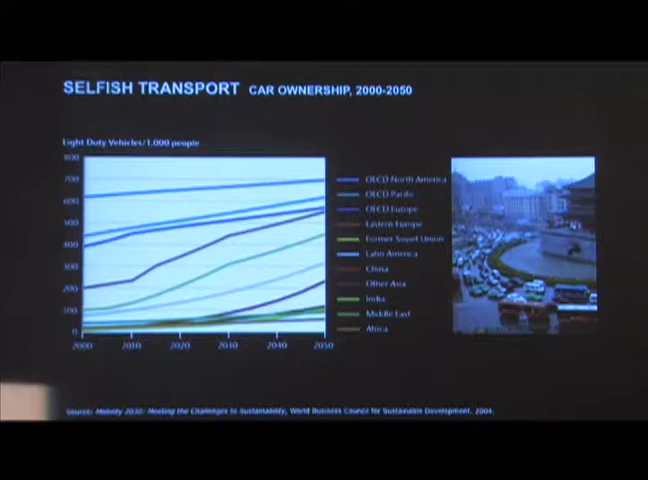 SELFISH TRANSPORT CAR OWNERSHIP, 2000-2050
Light Duty Vehicles/1,000 people
800
700
600
500
400
300
200
100
0
2000 2010 2020 2030 2040 2050
OECD North America
OECD Pacific
OECD Europe
Eastern Europe
Former Soviet Union
Latin America
China
Other Asia
India
Middle East
Africa
Source: Mobility 2030: Meeting the Challenges to Sustainability, World Business Council for Sustainable Development, 2004.